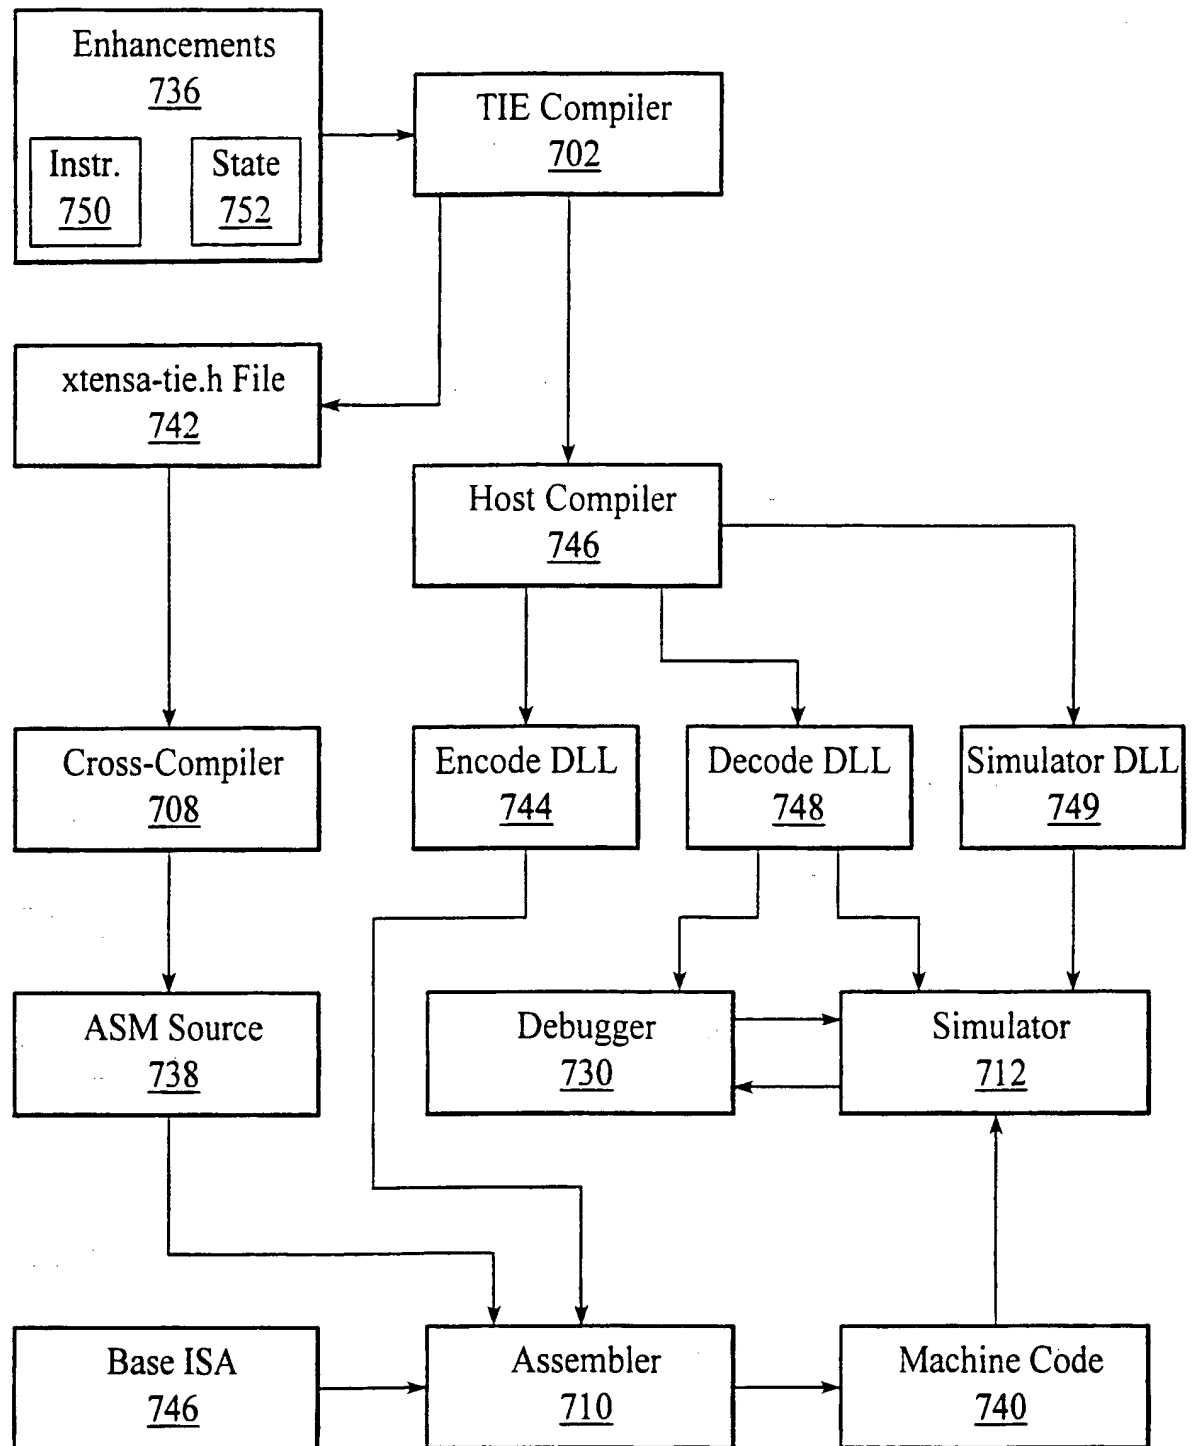 Enhancements
736
Instr.
750
State
752
TIE Compiler
702
xtensa-tie.h File
742
Host Compiler
746
Cross-Compiler
708
Encode DLL
744
Decode DLL
748
Simulator DLL
749
ASM Source
738
Debugger
730
Simulator
712
Base ISA
746
Assembler
710
Machine Code
740